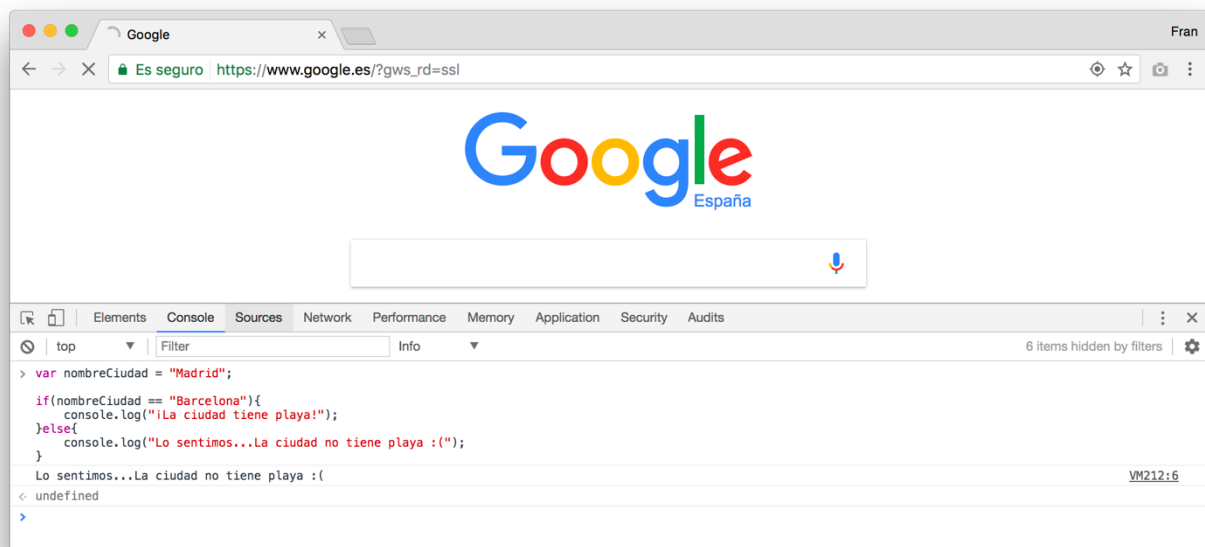 Google
Fran
Es seguro https://www.google.es/?gws_rd=ssl
Google
España
Elements Console Sources Network Performance Memory Application Security Audits
top Filter Info 6 items hidden by filters
var nombreCiudad = "Madrid";
if(nombreCiudad == "Barcelona"){
console.log("¡La ciudad tiene playa!");
}else{
console.log("Lo sentimos...La ciudad no tiene playa :(");
}
Lo sentimos...La ciudad no tiene playa :( VM212:6
undefined